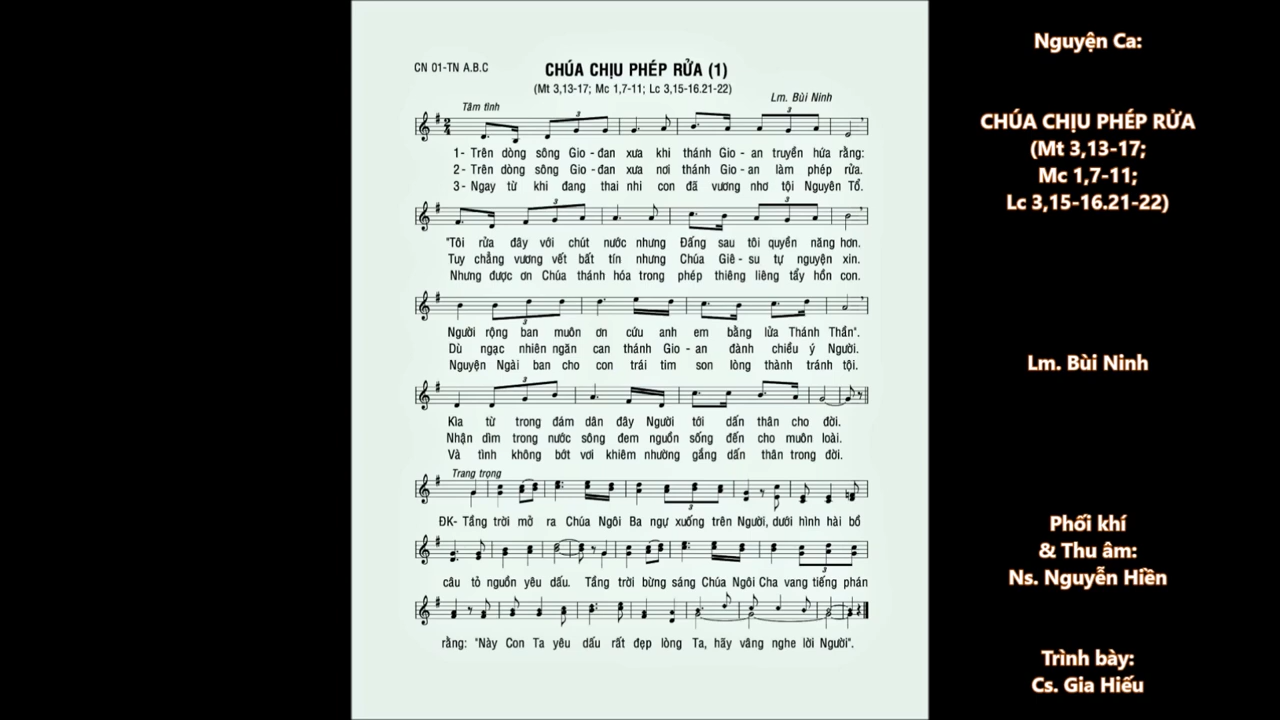 CN 01-TN A.B.C
CHÚA CHỊU PHÉP RỬA (1)
(Mt 3,13-17; Mc 1,7-11; Lc 3,15-16.21-22)
Lm. Bùi Ninh
Tâm tình
1- Trên dòng sông Gio - đan xưa khi thánh Gio - an truyền hứa rằng:
2- Trên dòng sông Gio - đan xưa nơi thánh Gio - an làm phép rửa.
3- Ngay từ khi đang thai nhi con đã vương nhơ tội Nguyên Tổ.
"Tôi rửa đây với chút nước nhưng Đấng sau tôi quyền năng hơn.
Tuy chẳng vương vết bất tín nhưng Chúa Giê - su tự nguyện xin.
Nhưng được ơn Chúa thánh hóa trong phép thiêng liêng tẩy hồn con.
Người rộng ban muôn ơn cứu anh em bằng lửa Thánh Thần".
Dù ngạc nhiên ngăn can thánh Gio - an đành chiều ý Người.
Nguyện Ngài ban cho con trái tim son lòng thành tránh tội.
Kìa từ trong đám dân đây Người tới dấn thân cho đời.
Nhận dìm trong nước sông đem nguồn sống đến cho muôn loài.
Và tình không bớt vơi khiêm nhường gắng dấn thân trong đời.
Trang trọng
ĐK- Tầng trời mở ra Chúa Ngôi Ba ngự xuống trên Người, dưới hình hài bồ
câu tỏ nguồn yêu dấu. Tầng trời bừng sáng Chúa Ngôi Cha vang tiếng phán
rằng: "Này Con Ta yêu dấu rất đẹp lòng Ta, hãy vâng nghe lời Người".
Nguyện Ca:
CHÚA CHỊU PHÉP RỬA
(Mt 3,13-17;
Mc 1,7-11;
Lc 3,15-16.21-22)
Lm. Bùi Ninh
Phối khí
& Thu âm:
Ns. Nguyễn Hiền
Trình bày:
Cs. Gia Hiếu